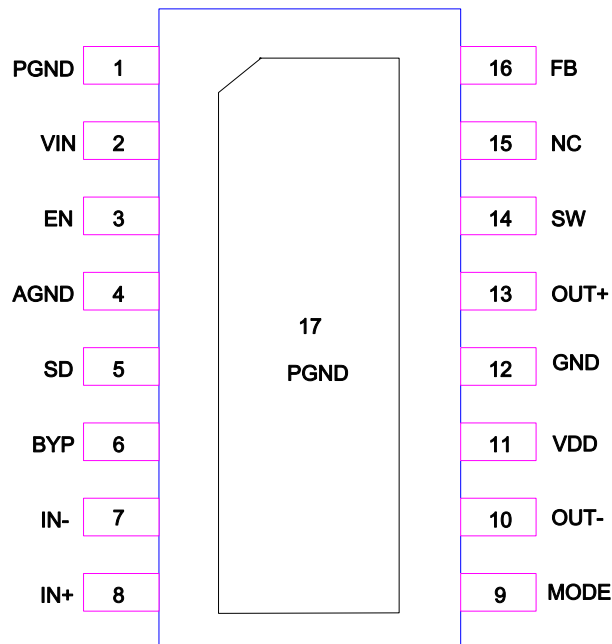 PGND 1 16 FB
VIN 2 15 NC
EN 3 14 SW
AGND 4 13 OUT+
17
PGND
SD 5 12 GND
BYP 6 11 VDD
IN- 7 10 OUT-
IN+ 8 9 MODE